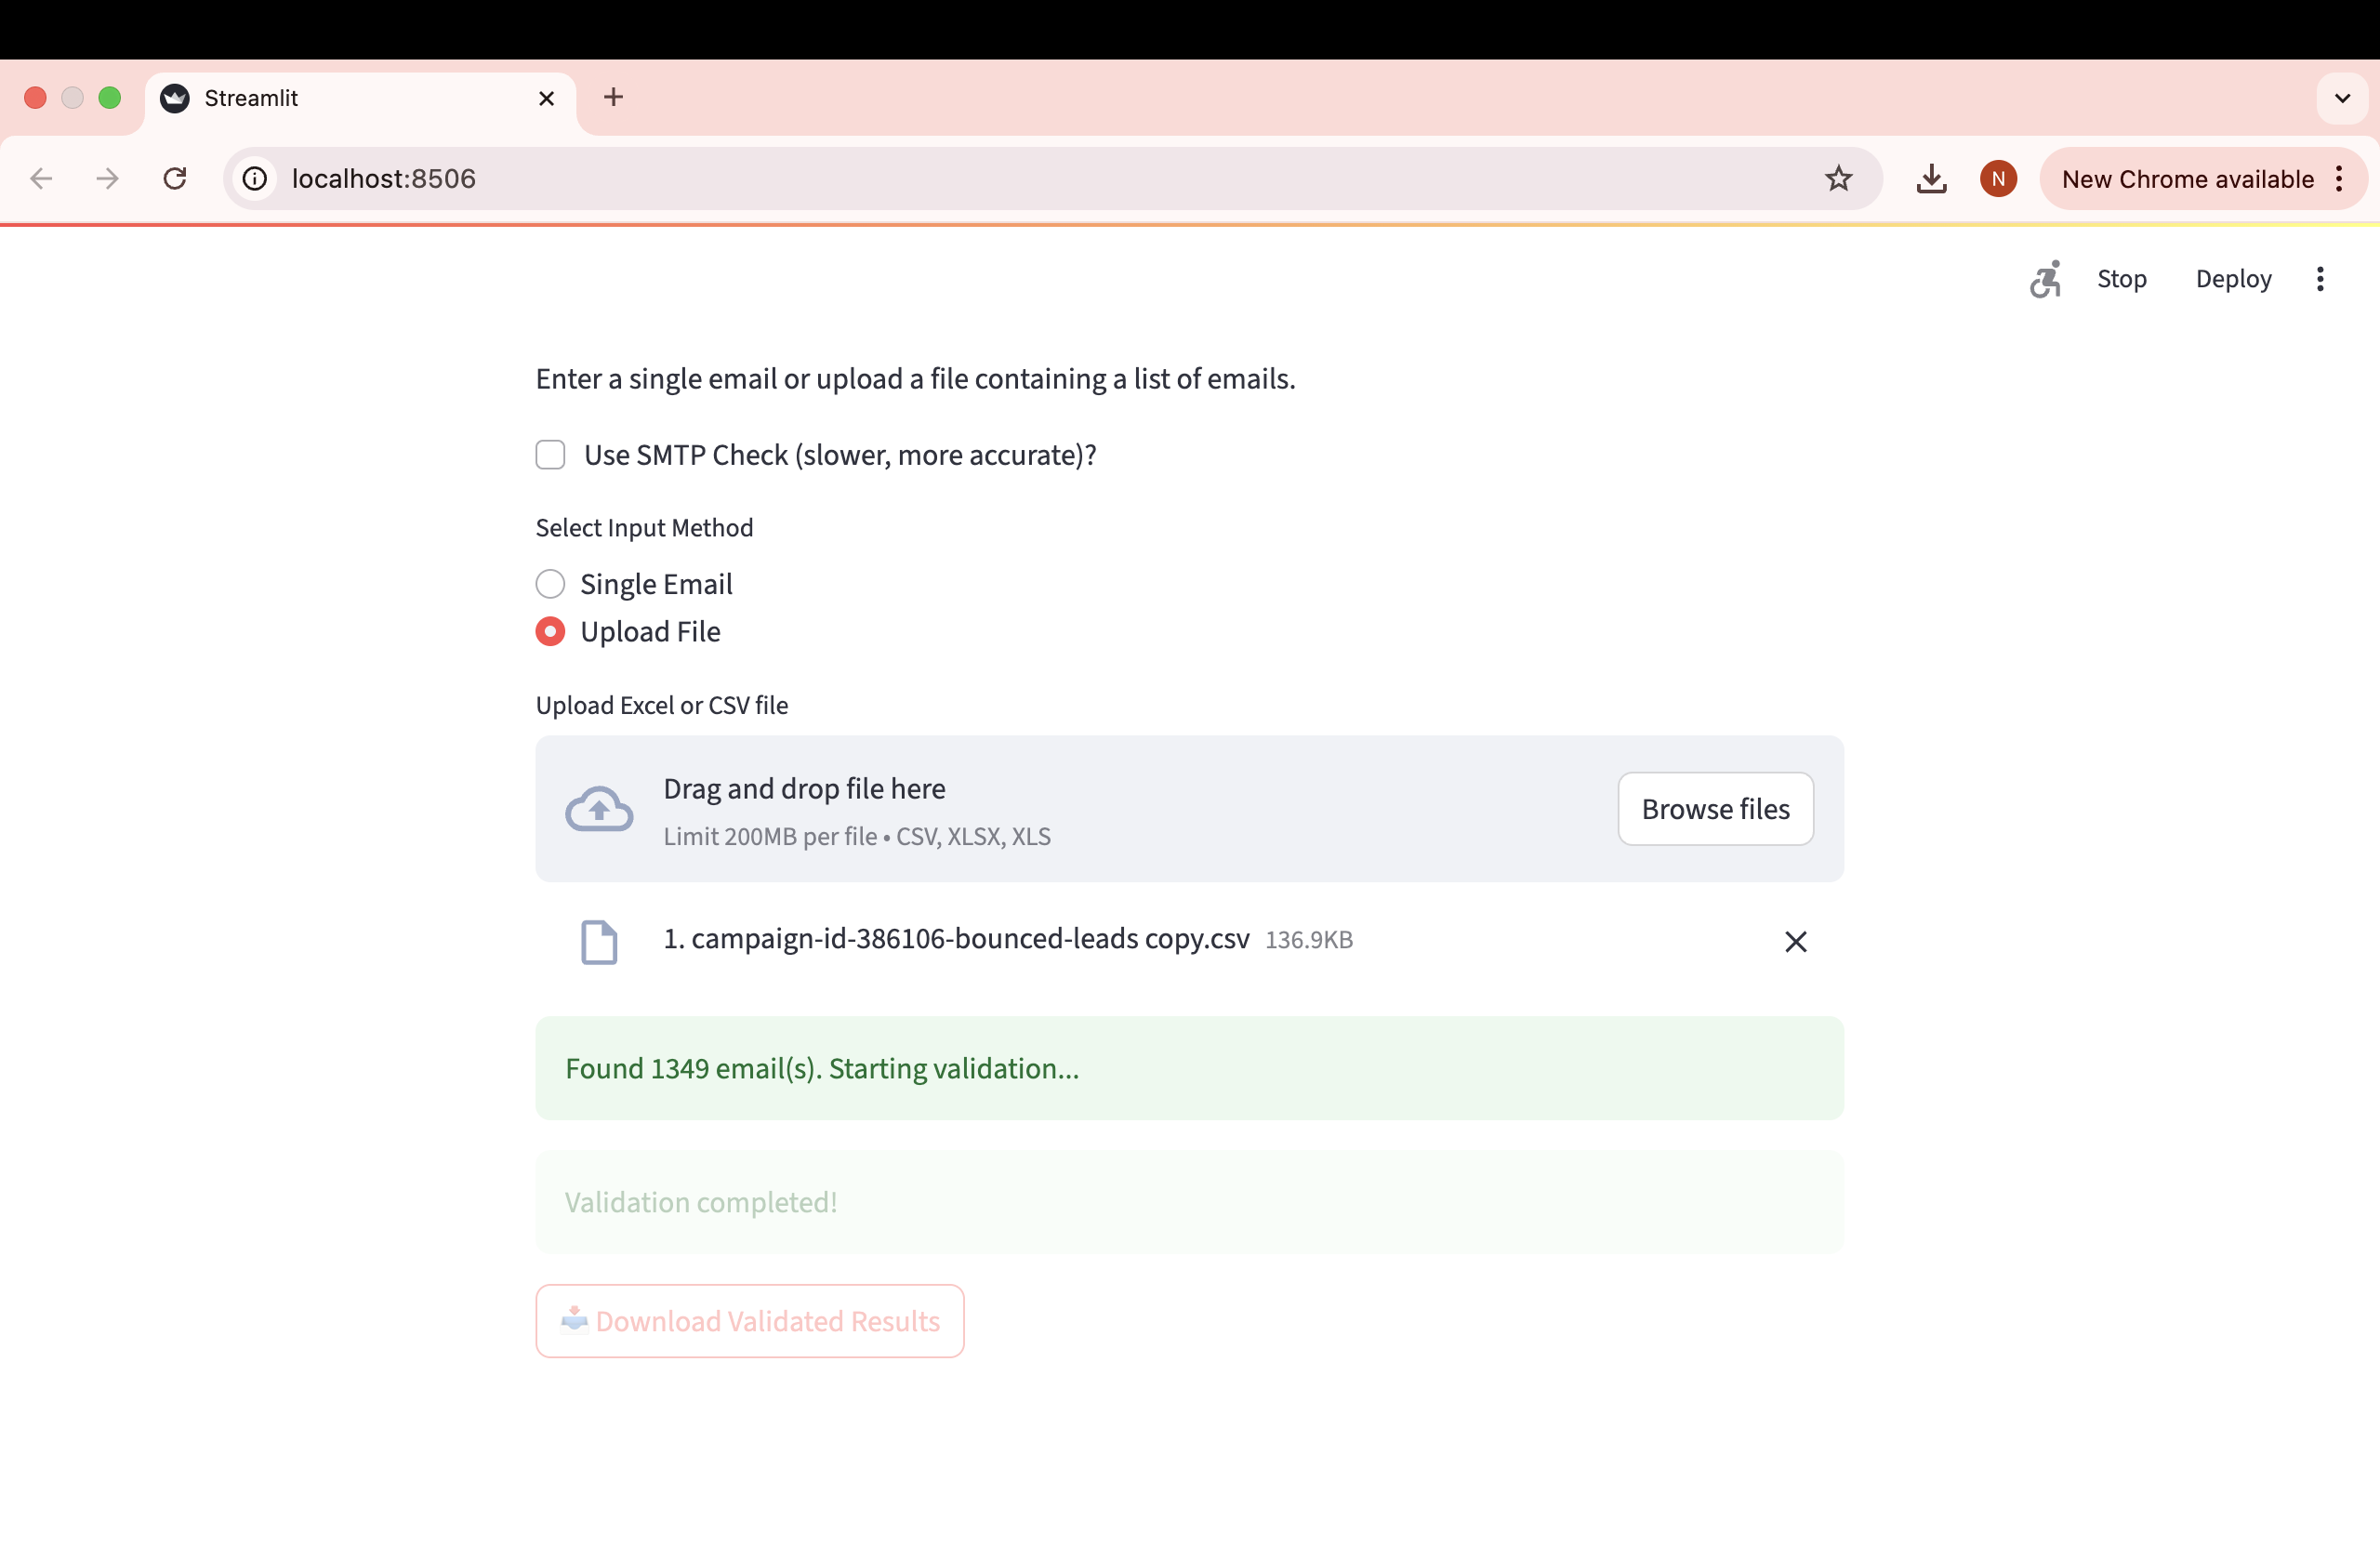 Streamlit
localhost:8506
N
New Chrome available
Stop
Deploy
Enter a single email or upload a file containing a list of emails.
Use SMTP Check (slower, more accurate)?
Select Input Method
Single Email
Upload File
Upload Excel or CSV file
Drag and drop file here
Limit 200MB per file • CSV, XLSX, XLS
Browse files
1. campaign-id-386106-bounced-leads copy.csv 136.9KB
Found 1349 email(s). Starting validation...
Validation completed!
Download Validated Results